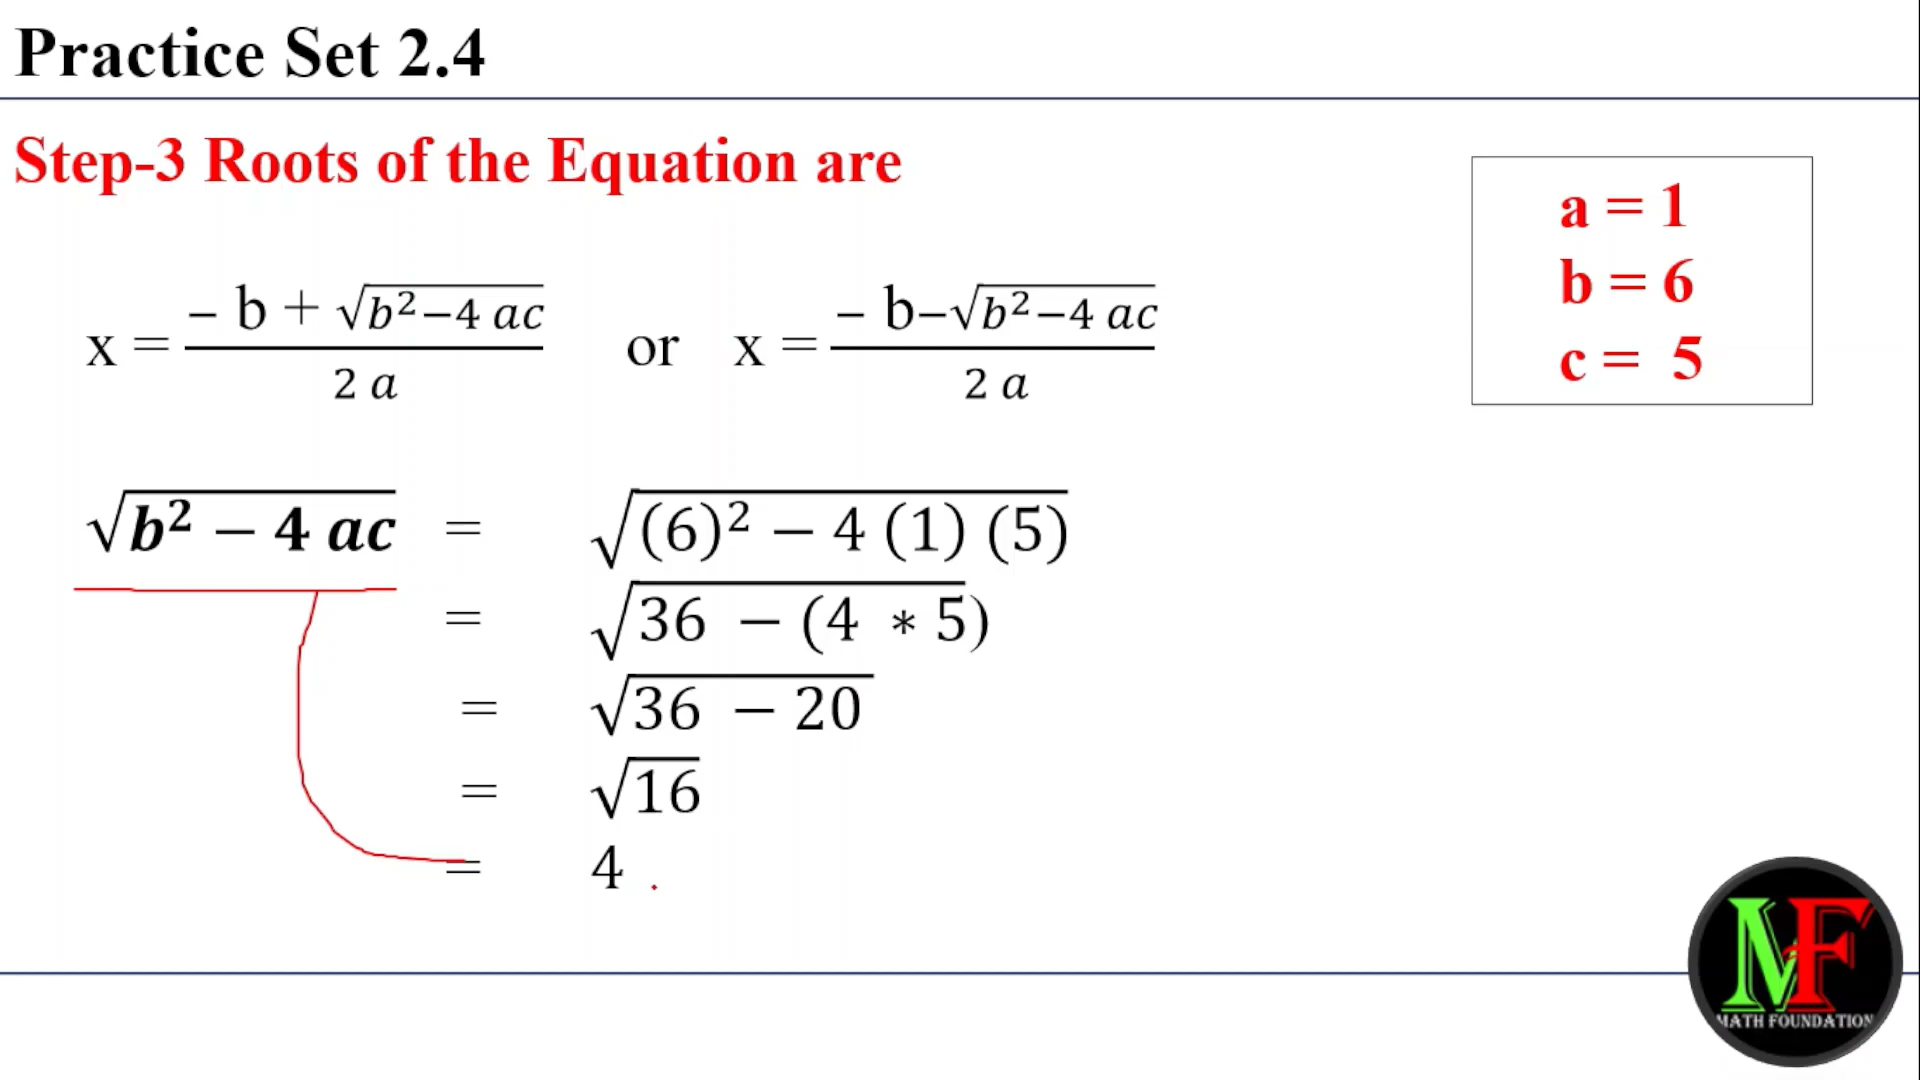 Practice Set 2.4
Step-3 Roots of the Equation are
a = 1
b = 6
c = 5
x = (– b + √(b²−4 ac)) / (2 a) or x = (– b−√(b²−4 ac)) / (2 a)
√(b² − 4 ac) = √((6)² − 4 (1) (5))
= √(36 − (4 ∗ 5))
= √(36 − 20)
= √16
= 4
MF
MATH FOUNDATION